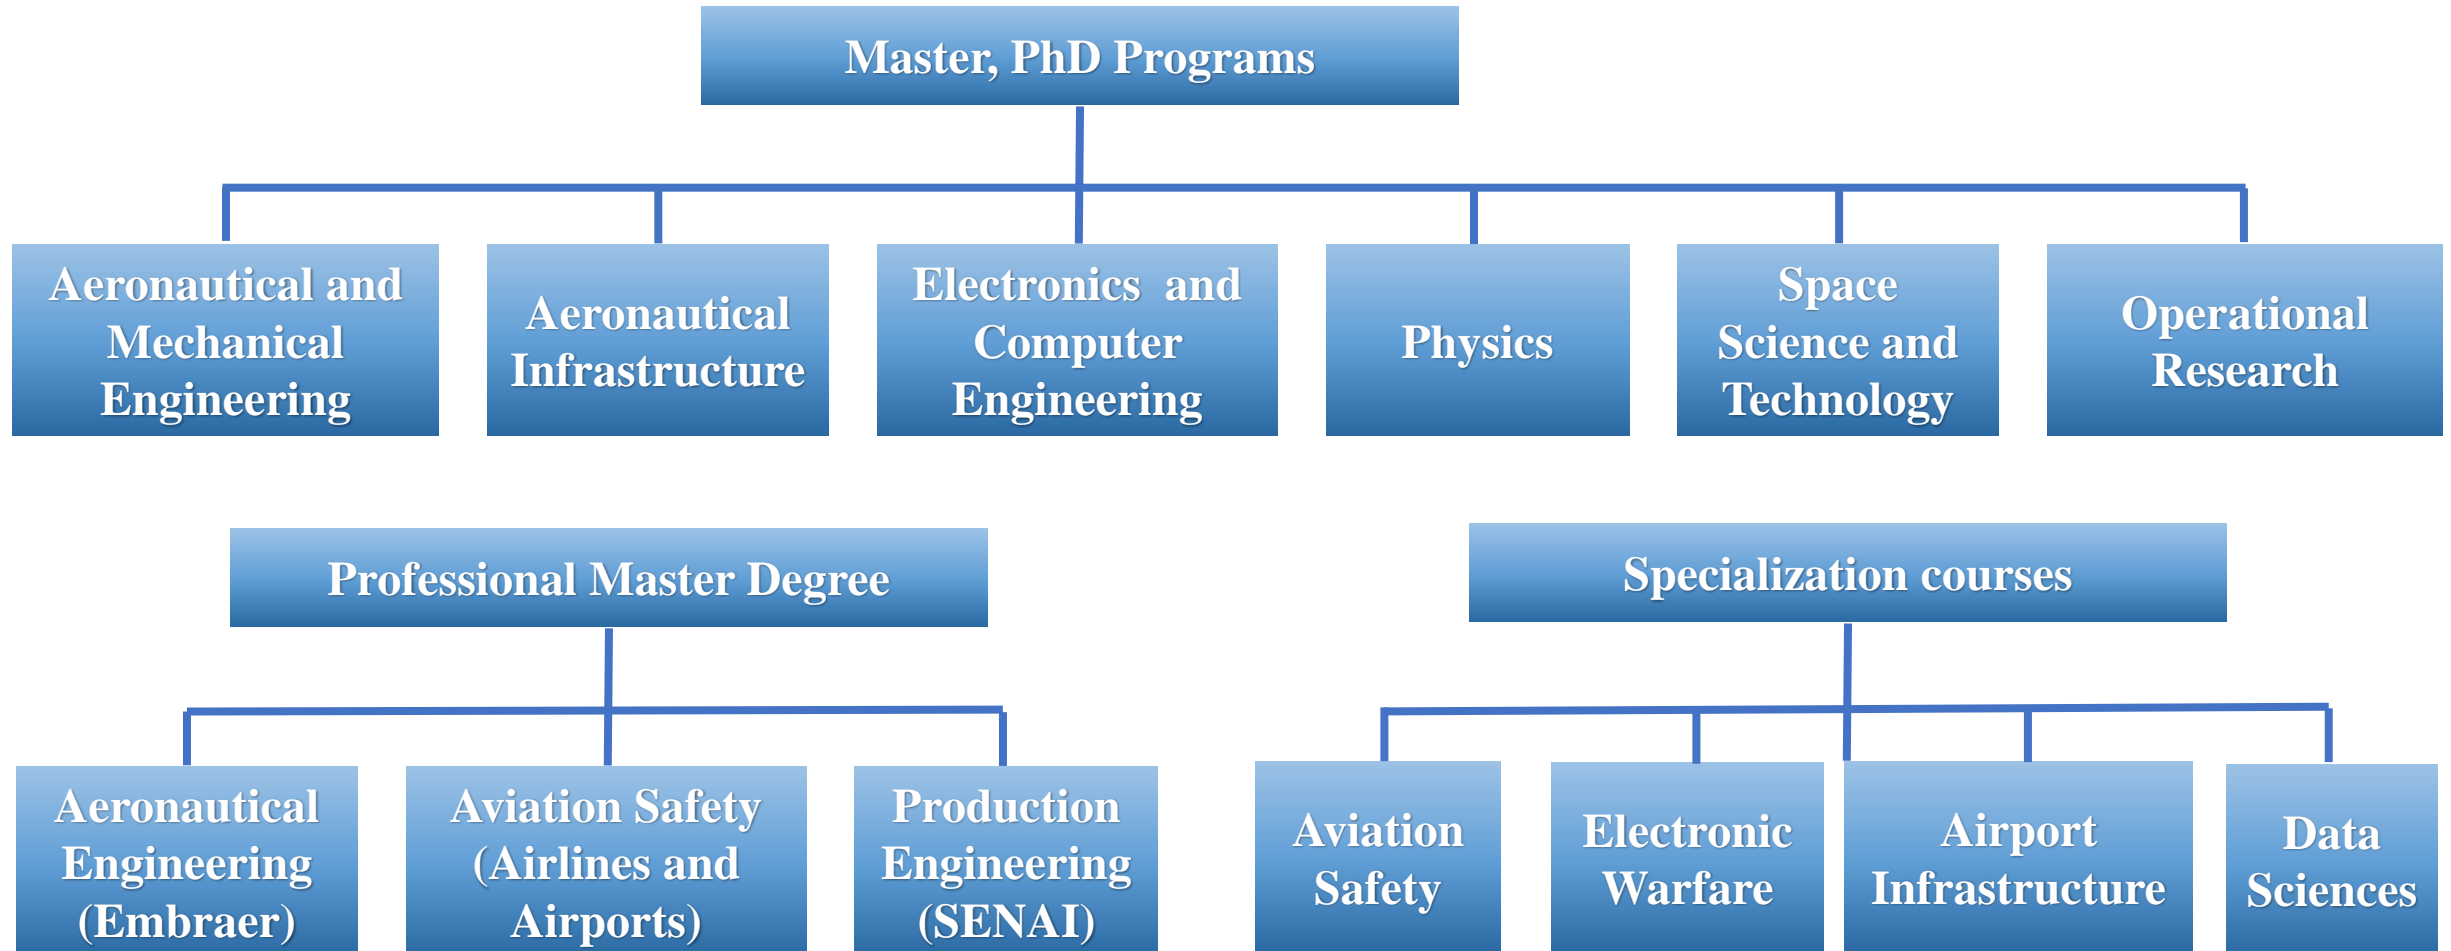 Master, PhD Programs
Aeronautical and
Mechanical
Engineering
Aeronautical
Infrastructure
Electronics and
Computer
Engineering
Physics
Space
Science and
Technology
Operational
Research
Professional Master Degree
Aeronautical
Engineering
(Embraer)
Aviation Safety
(Airlines and
Airports)
Production
Engineering
(SENAI)
Specialization courses
Aviation
Safety
Electronic
Warfare
Airport
Infrastructure
Data
Sciences